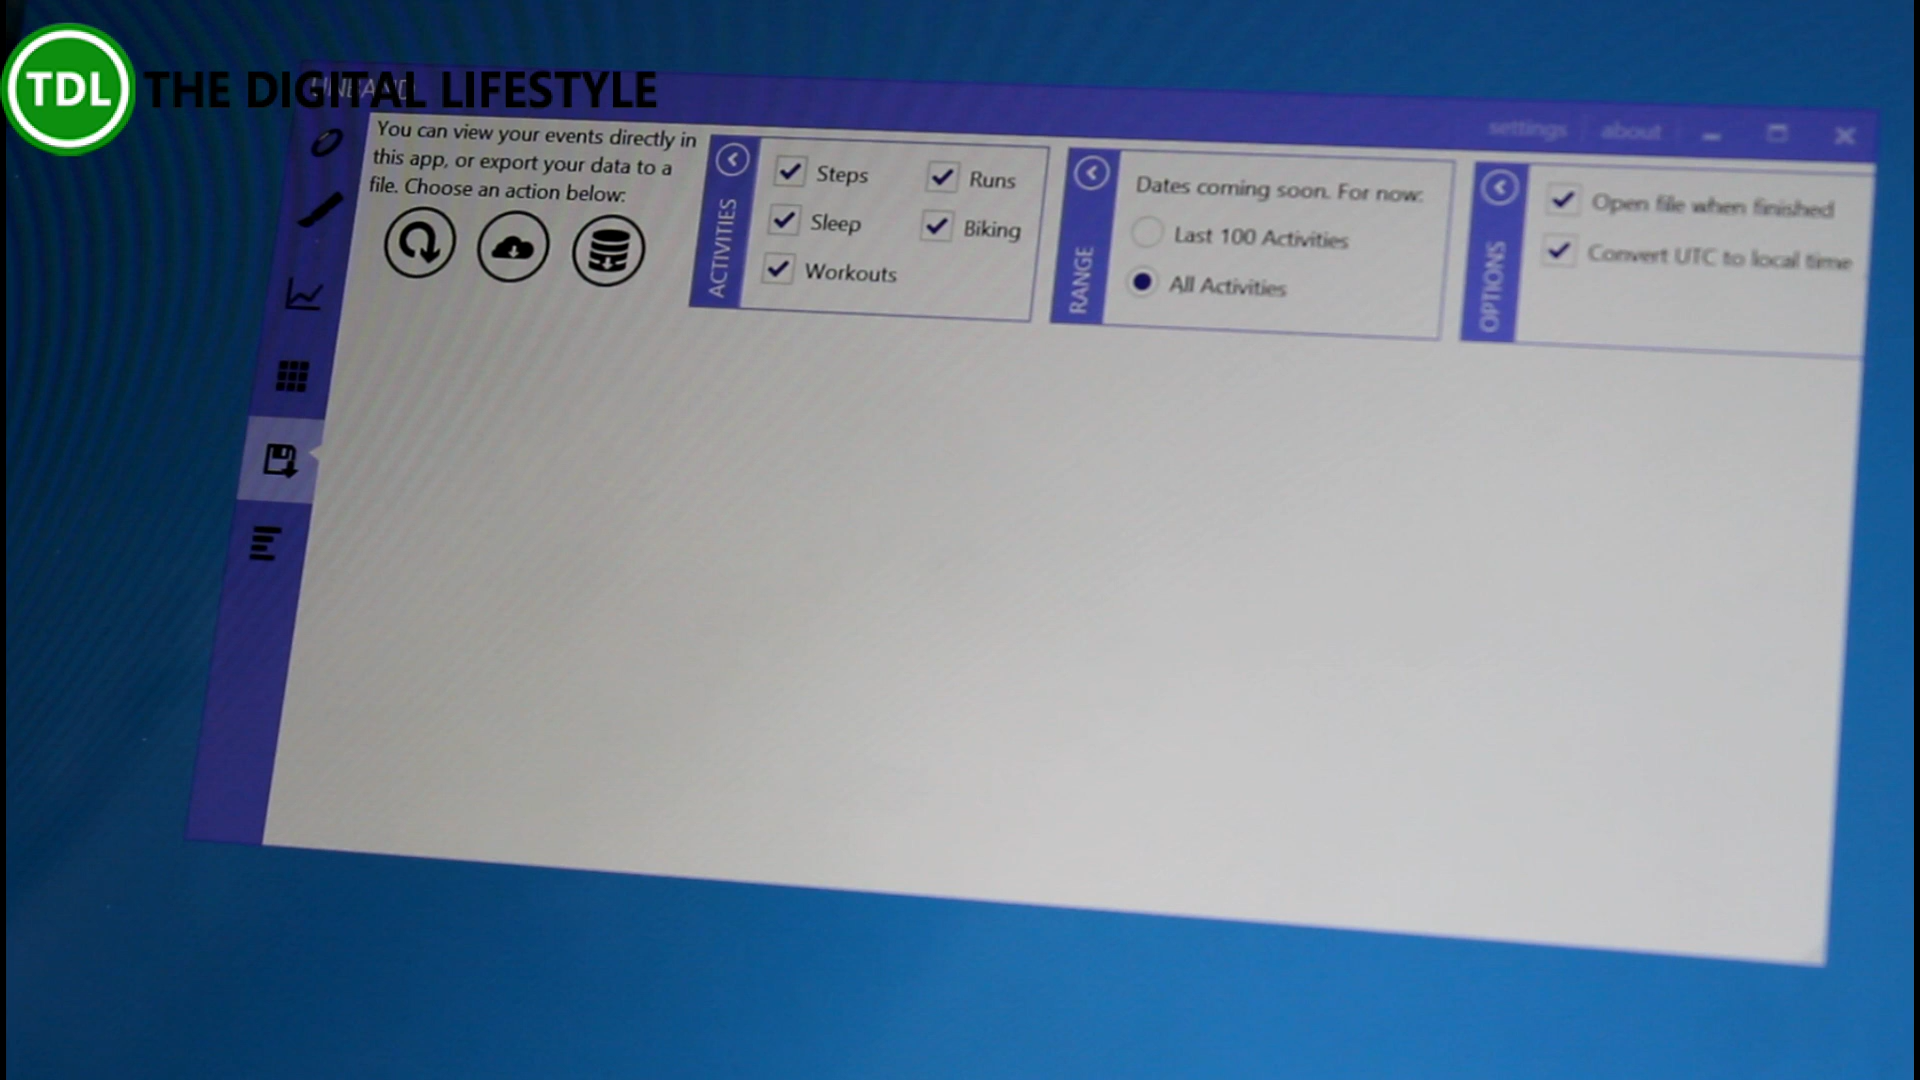 TDL THE DIGITAL LIFESTYLE
UNBAND
settings about
You can view your events directly in
this app, or export your data to a
file. Choose an action below:
ACTIVITIES
Steps
Runs
Sleep
Biking
Workouts
RANGE
Dates coming soon. For now:
Last 100 Activities
All Activities
OPTIONS
Open file when finished
Convert UTC to local time